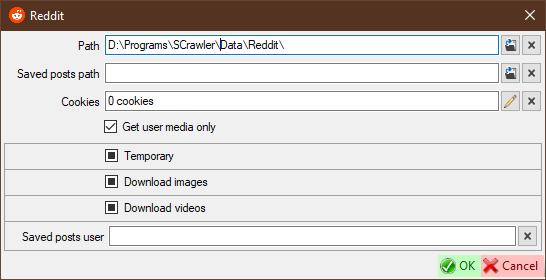 Reddit
Path D:\Programs\SCrawler\Data\Reddit\
Saved posts path
Cookies 0 cookies
Get user media only
Temporary
Download images
Download videos
Saved posts user
OK Cancel